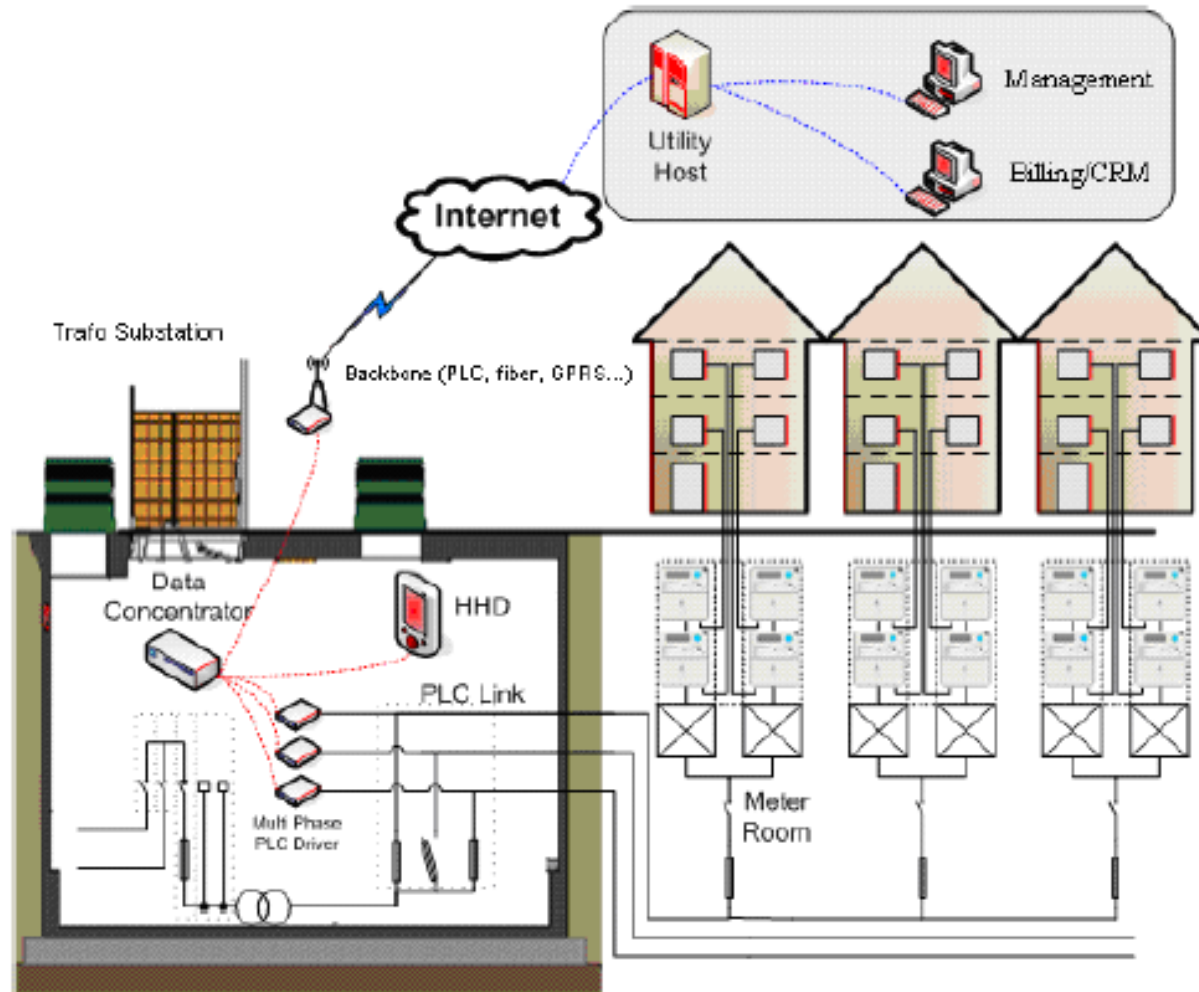 Management
Utility
Host
Billing/CRM
Internet
Trafo Substation
Backbone (PLC, fiber, GPRS...)
Data
Concentrator
HHD
PLC Link
Multi Phase
PLC Driver
Meter
Room